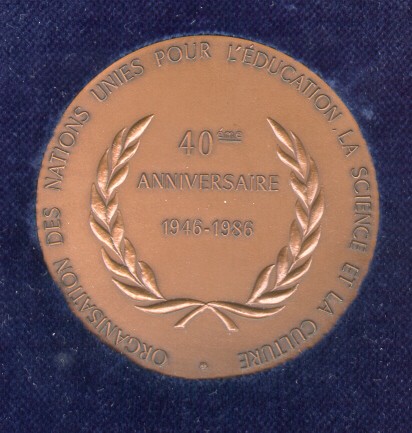 ORGANISATION DES NATIONS UNIES POUR L'ÉDUCATION, LA SCIENCE ET LA CULTURE
40ème
ANNIVERSAIRE
1946-1986